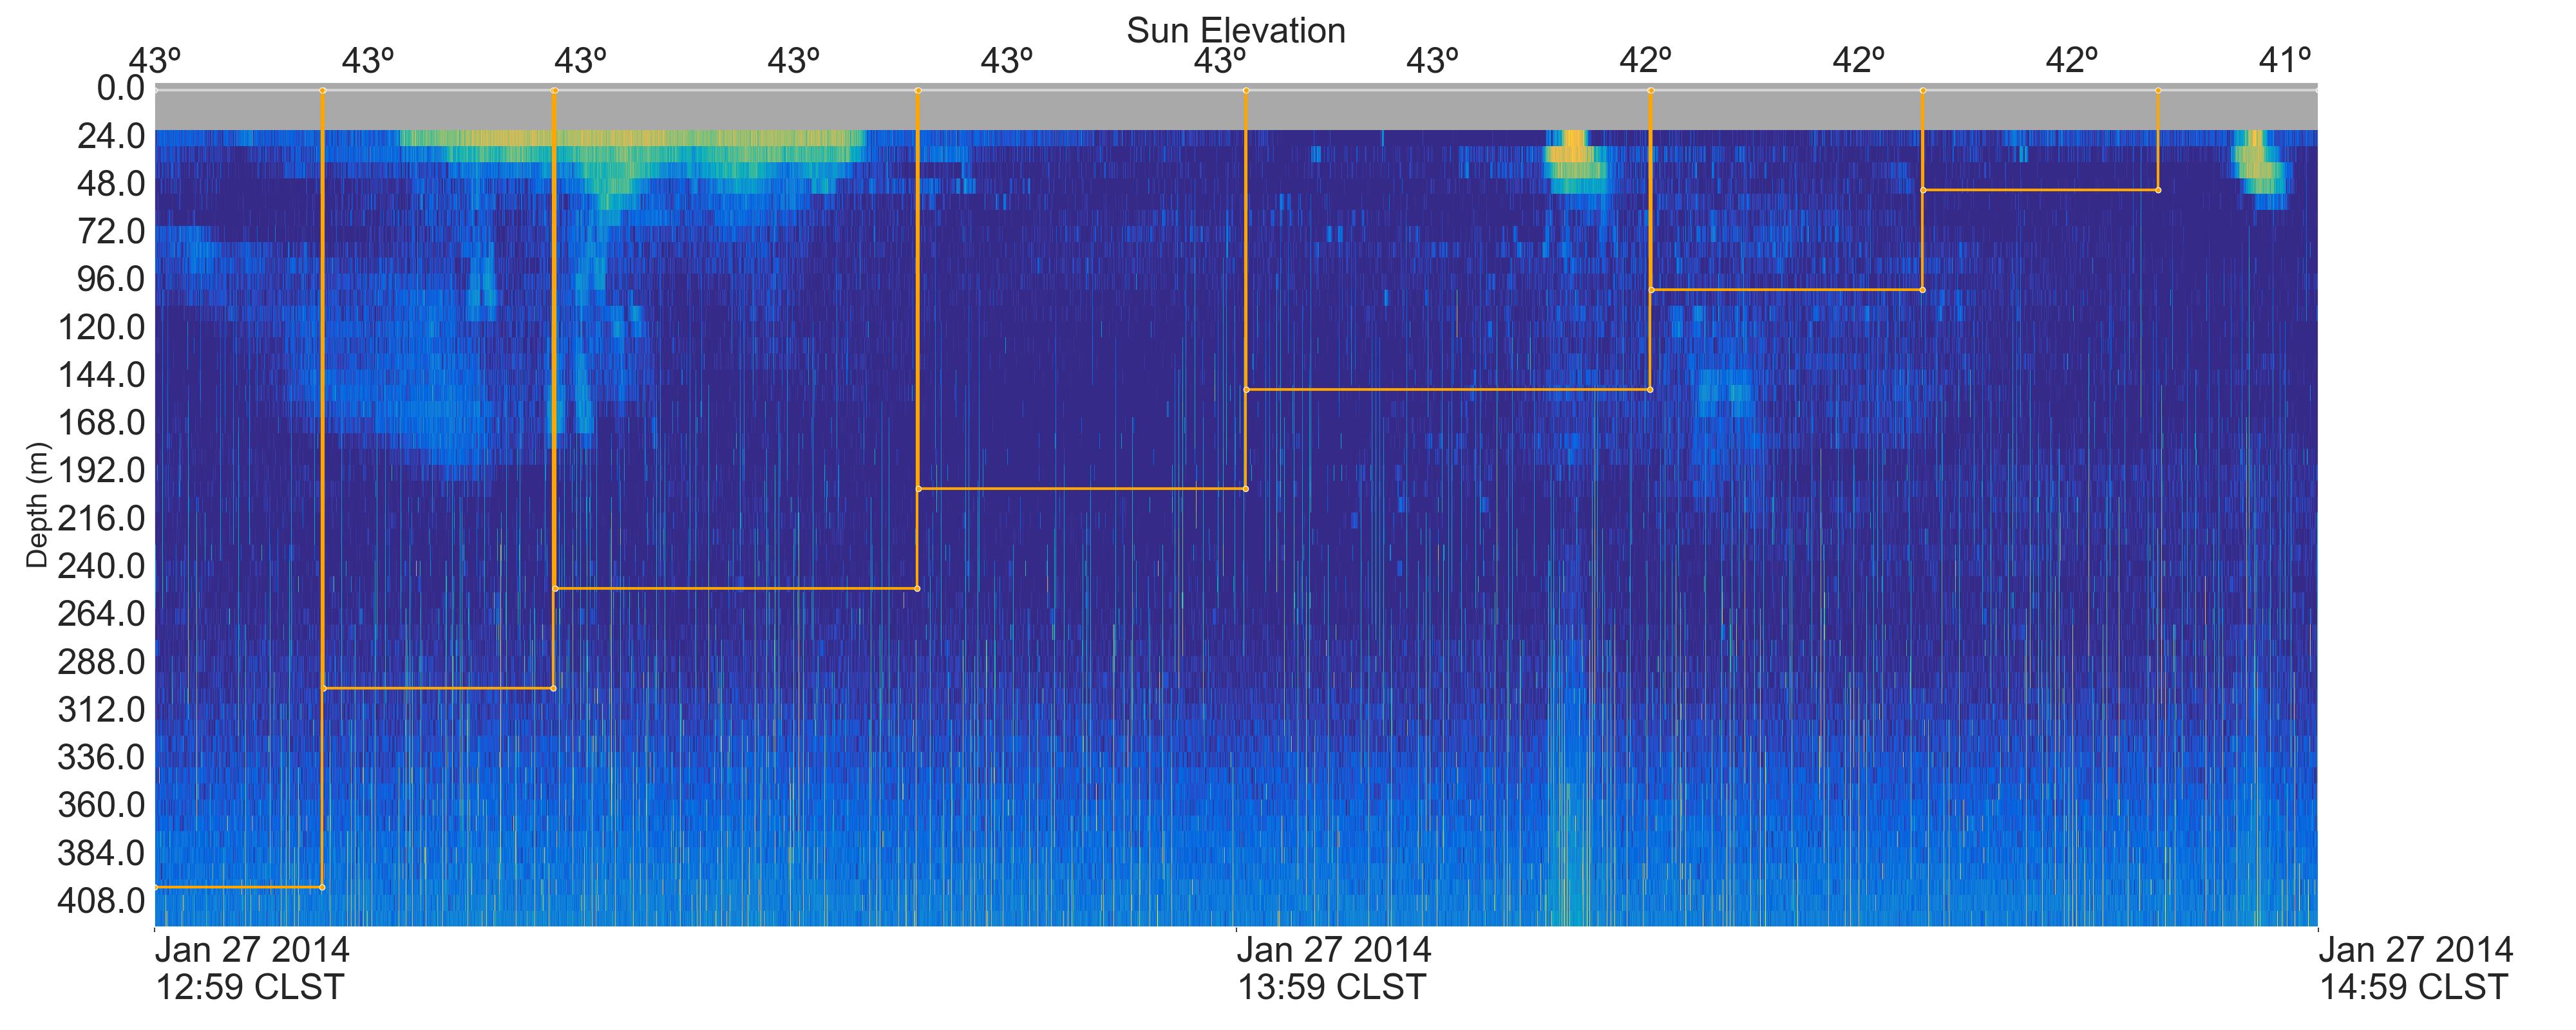 Sun Elevation
43º 43º 43º 43º 43º 43º 43º 42º 42º 42º 41º
0.0
24.0
48.0
72.0
96.0
120.0
144.0
168.0
192.0
216.0
240.0
264.0
288.0
312.0
336.0
360.0
384.0
408.0
Depth (m)
Jan 27 2014
12:59 CLST
Jan 27 2014
13:59 CLST
Jan 27 2014
14:59 CLST